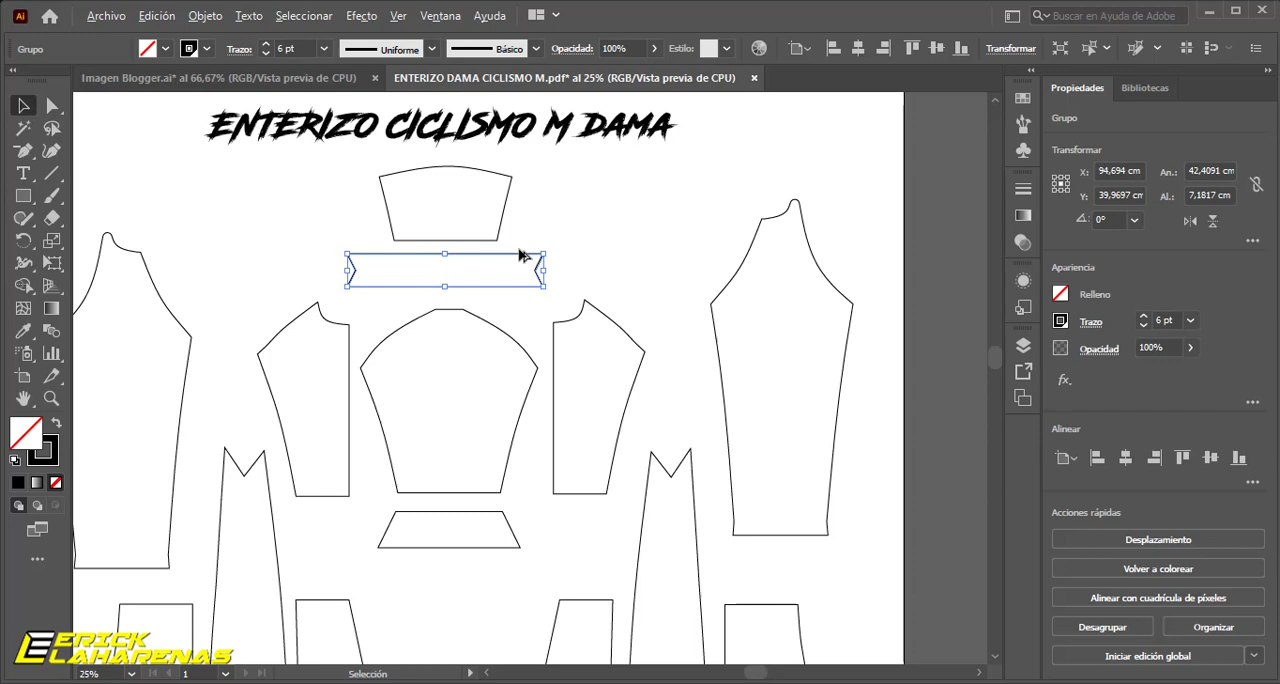 Ai Archivo Edición Objeto Texto Seleccionar Efecto Ver Ventana Ayuda Buscar en Ayuda de Adobe
Grupo Trazo: 6 pt Uniforme Básico Opacidad: 100% Estilo: Transformar
Imagen Blogger.ai* al 66,67% (RGB/Vista previa de CPU) × ENTERIZO DAMA CICLISMO M.pdf* al 25% (RGB/Vista previa de CPU) ×
ENTERIZO CICLISMO M DAMA
Propiedades Bibliotecas
Grupo
Transformar
X: 94,694 cm An.: 42,4091 cm
Y: 39,9697 cm Al.: 7,1817 cm
0°
Apariencia
Relleno
Trazo 6 pt
Opacidad 100%
fx.
Alinear
Acciones rápidas
Desplazamiento
Volver a colorear
Alinear con cuadrícula de píxeles
Desagrupar Organizar
Iniciar edición global
ERICK
LAHARENAS
25% 1 Selección